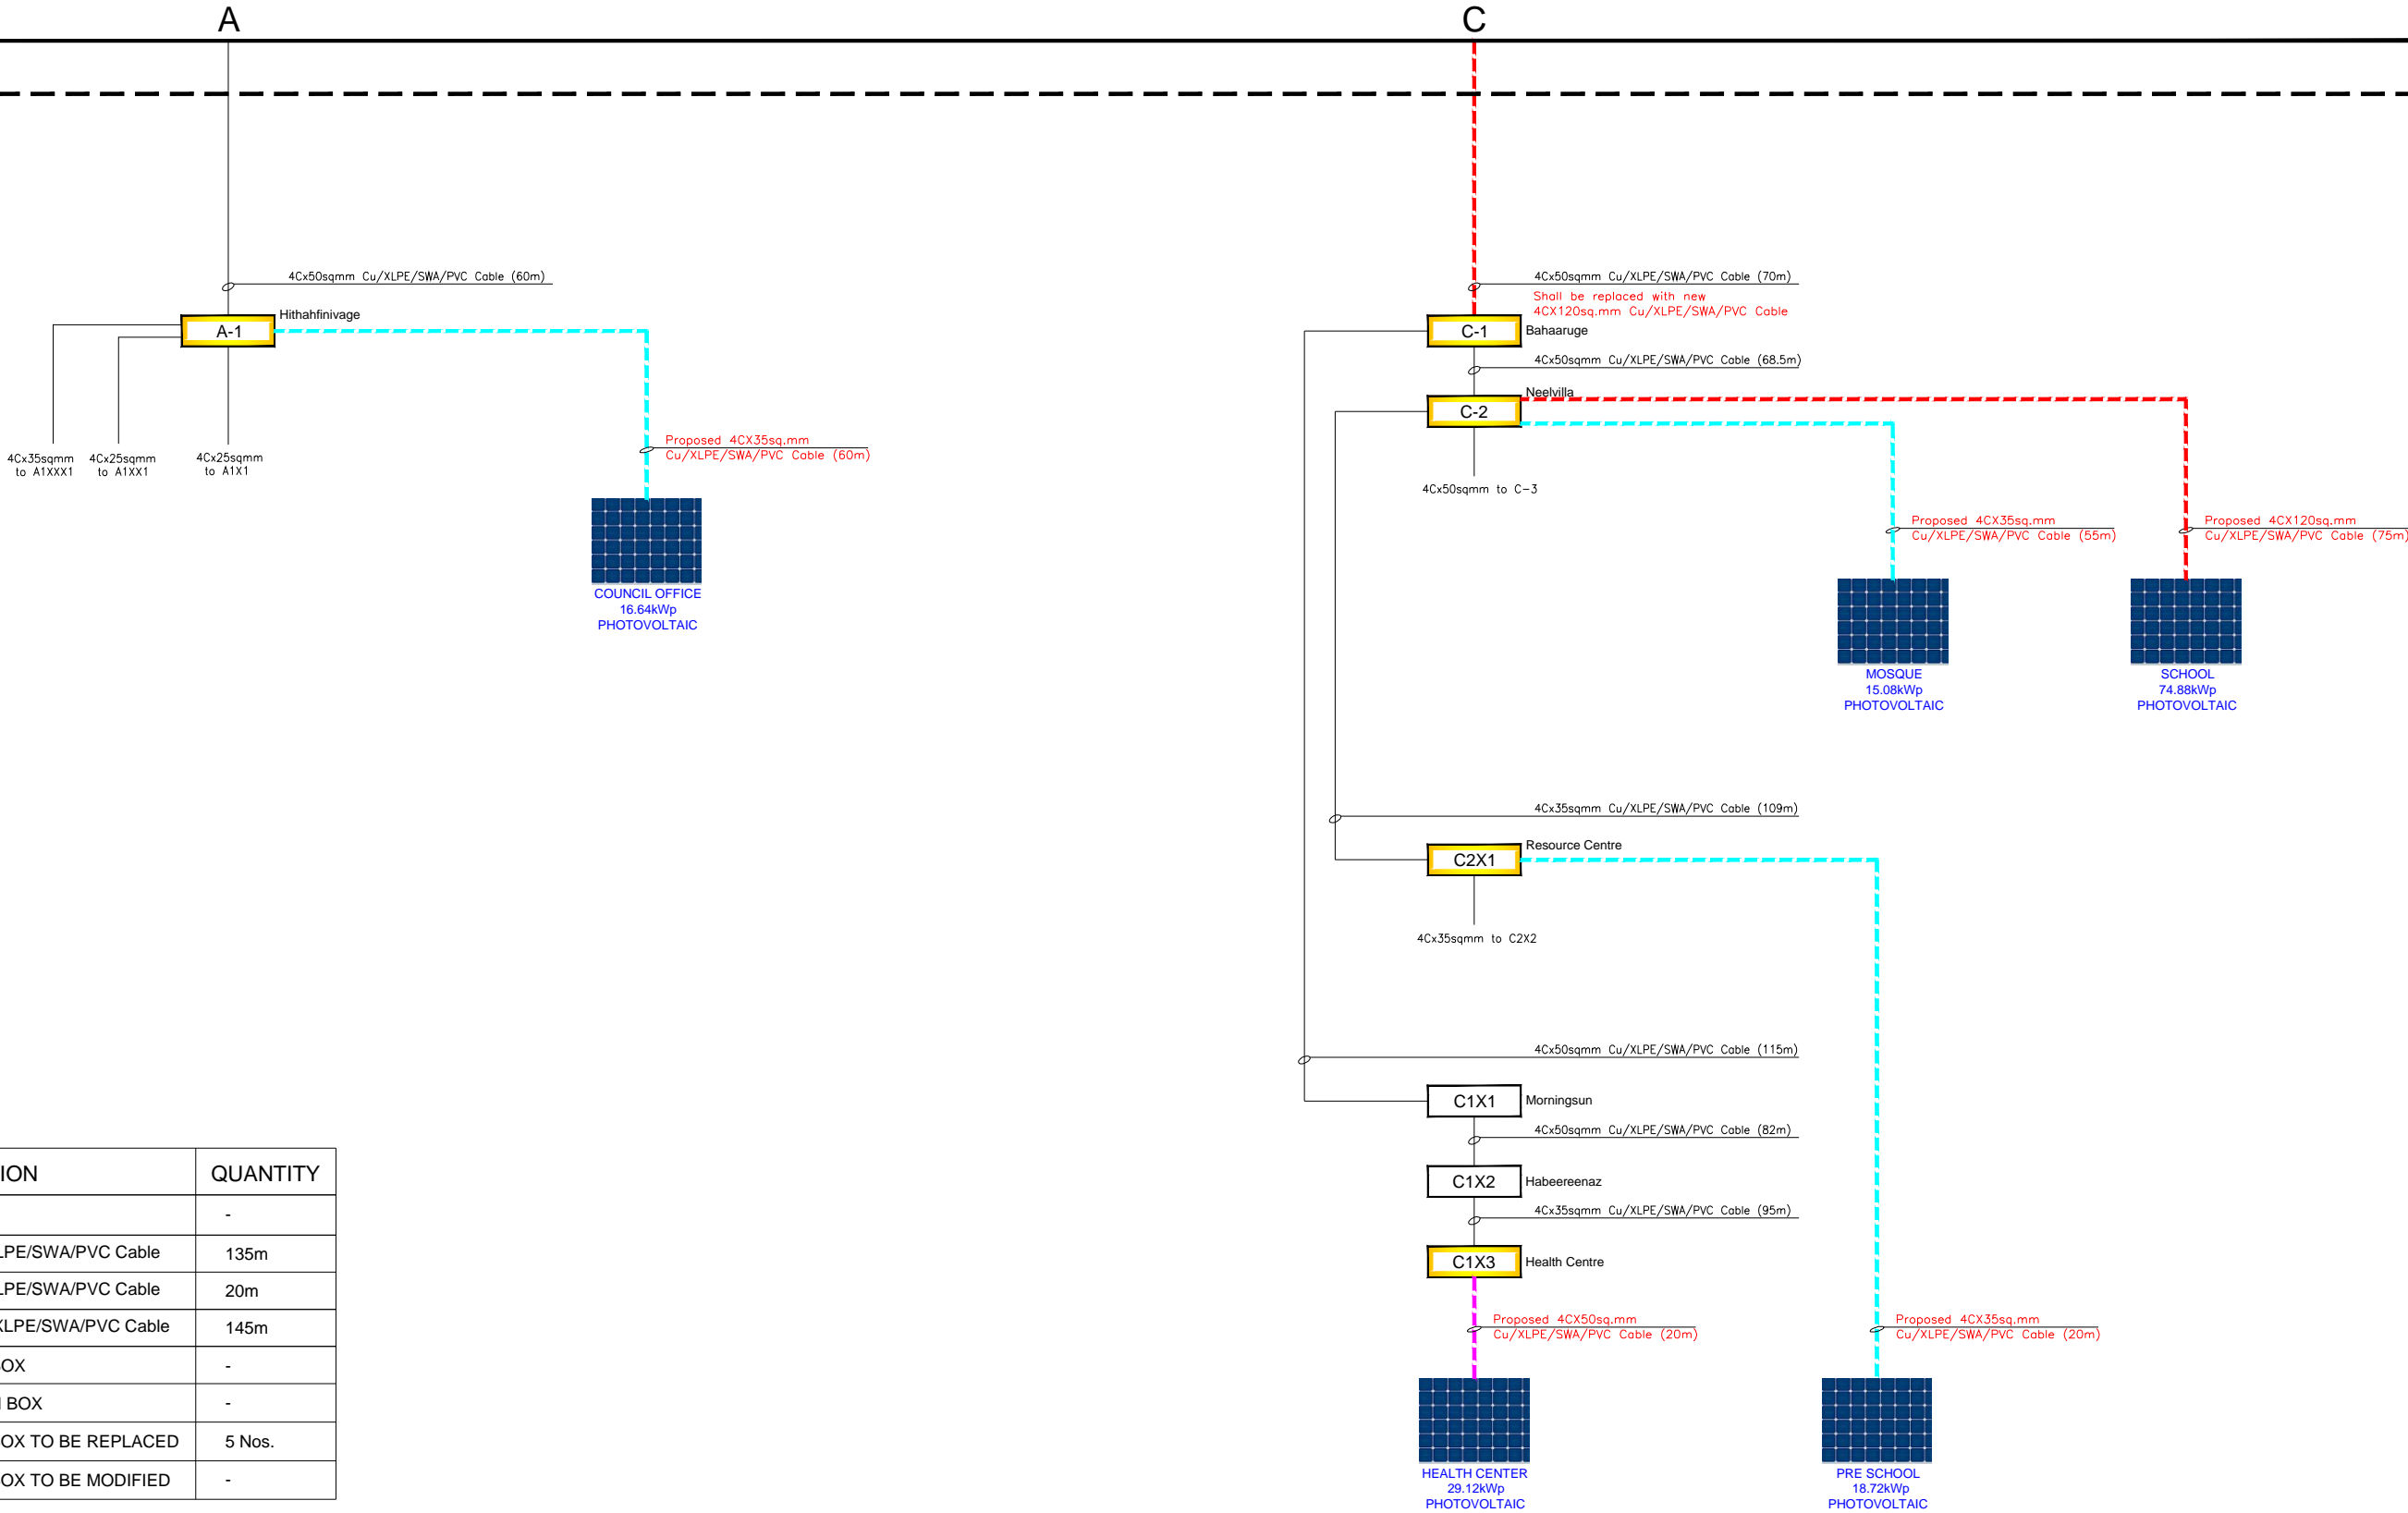 A
C
4Cx50sqmm Cu/XLPE/SWA/PVC Cable (60m)
Hithahfinivage
A-1
4Cx35sqmm
to A1XXX1
4Cx25sqmm
to A1XX1
4Cx25sqmm
to A1X1
Proposed 4CX35sq.mm
Cu/XLPE/SWA/PVC Cable (60m)
COUNCIL OFFICE
16.64kWp
PHOTOVOLTAIC
4Cx50sqmm Cu/XLPE/SWA/PVC Cable (70m)
Shall be replaced with new
4CX120sq.mm Cu/XLPE/SWA/PVC Cable
C-1
Bahaaruge
4Cx50sqmm Cu/XLPE/SWA/PVC Cable (68.5m)
Neelvilla
C-2
4Cx50sqmm to C-3
Proposed 4CX35sq.mm
Cu/XLPE/SWA/PVC Cable (55m)
Proposed 4CX120sq.mm
Cu/XLPE/SWA/PVC Cable (75m)
MOSQUE
15.08kWp
PHOTOVOLTAIC
SCHOOL
74.88kWp
PHOTOVOLTAIC
4Cx35sqmm Cu/XLPE/SWA/PVC Cable (109m)
Resource Centre
C2X1
4Cx35sqmm to C2X2
4Cx50sqmm Cu/XLPE/SWA/PVC Cable (115m)
C1X1
Morningsun
4Cx50sqmm Cu/XLPE/SWA/PVC Cable (82m)
C1X2
Habeereenaz
4Cx35sqmm Cu/XLPE/SWA/PVC Cable (95m)
C1X3
Health Centre
Proposed 4CX50sq.mm
Cu/XLPE/SWA/PVC Cable (20m)
Proposed 4CX35sq.mm
Cu/XLPE/SWA/PVC Cable (20m)
HEALTH CENTER
29.12kWp
PHOTOVOLTAIC
PRE SCHOOL
18.72kWp
PHOTOVOLTAIC
ION QUANTITY
-
LPE/SWA/PVC Cable 135m
LPE/SWA/PVC Cable 20m
XLPE/SWA/PVC Cable 145m
OX -
BOX -
OX TO BE REPLACED 5 Nos.
OX TO BE MODIFIED -